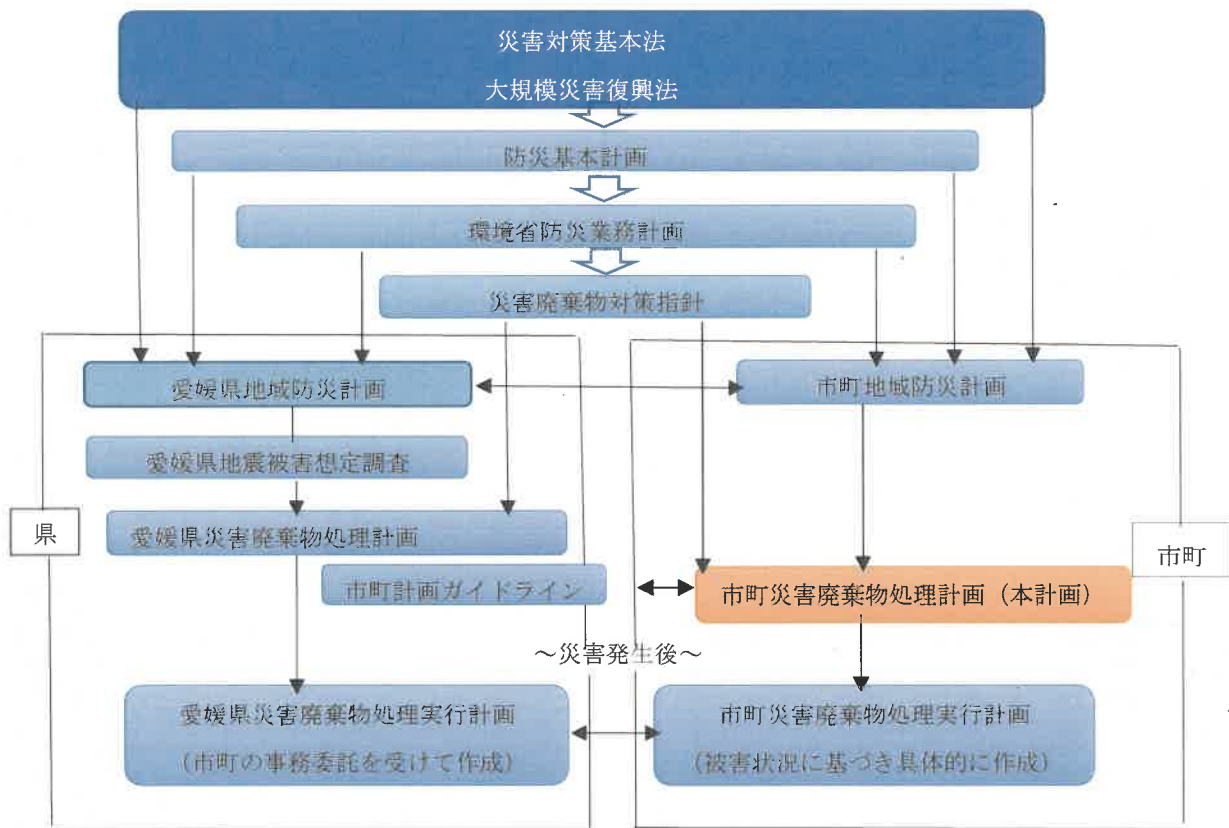 災害対策基本法
大規模災害復興法
防災基本計画
環境省防災業務計画
災害廃棄物対策指針
愛媛県地域防災計画
市町地域防災計画
愛媛県地震被害想定調査
県
愛媛県災害廃棄物処理計画
市町
市町計画ガイドライン
市町災害廃棄物処理計画（本計画）
～災害発生後～
愛媛県災害廃棄物処理実行計画
（市町の事務委託を受けて作成）
市町災害廃棄物処理実行計画
（被害状況に基づき具体的に作成）